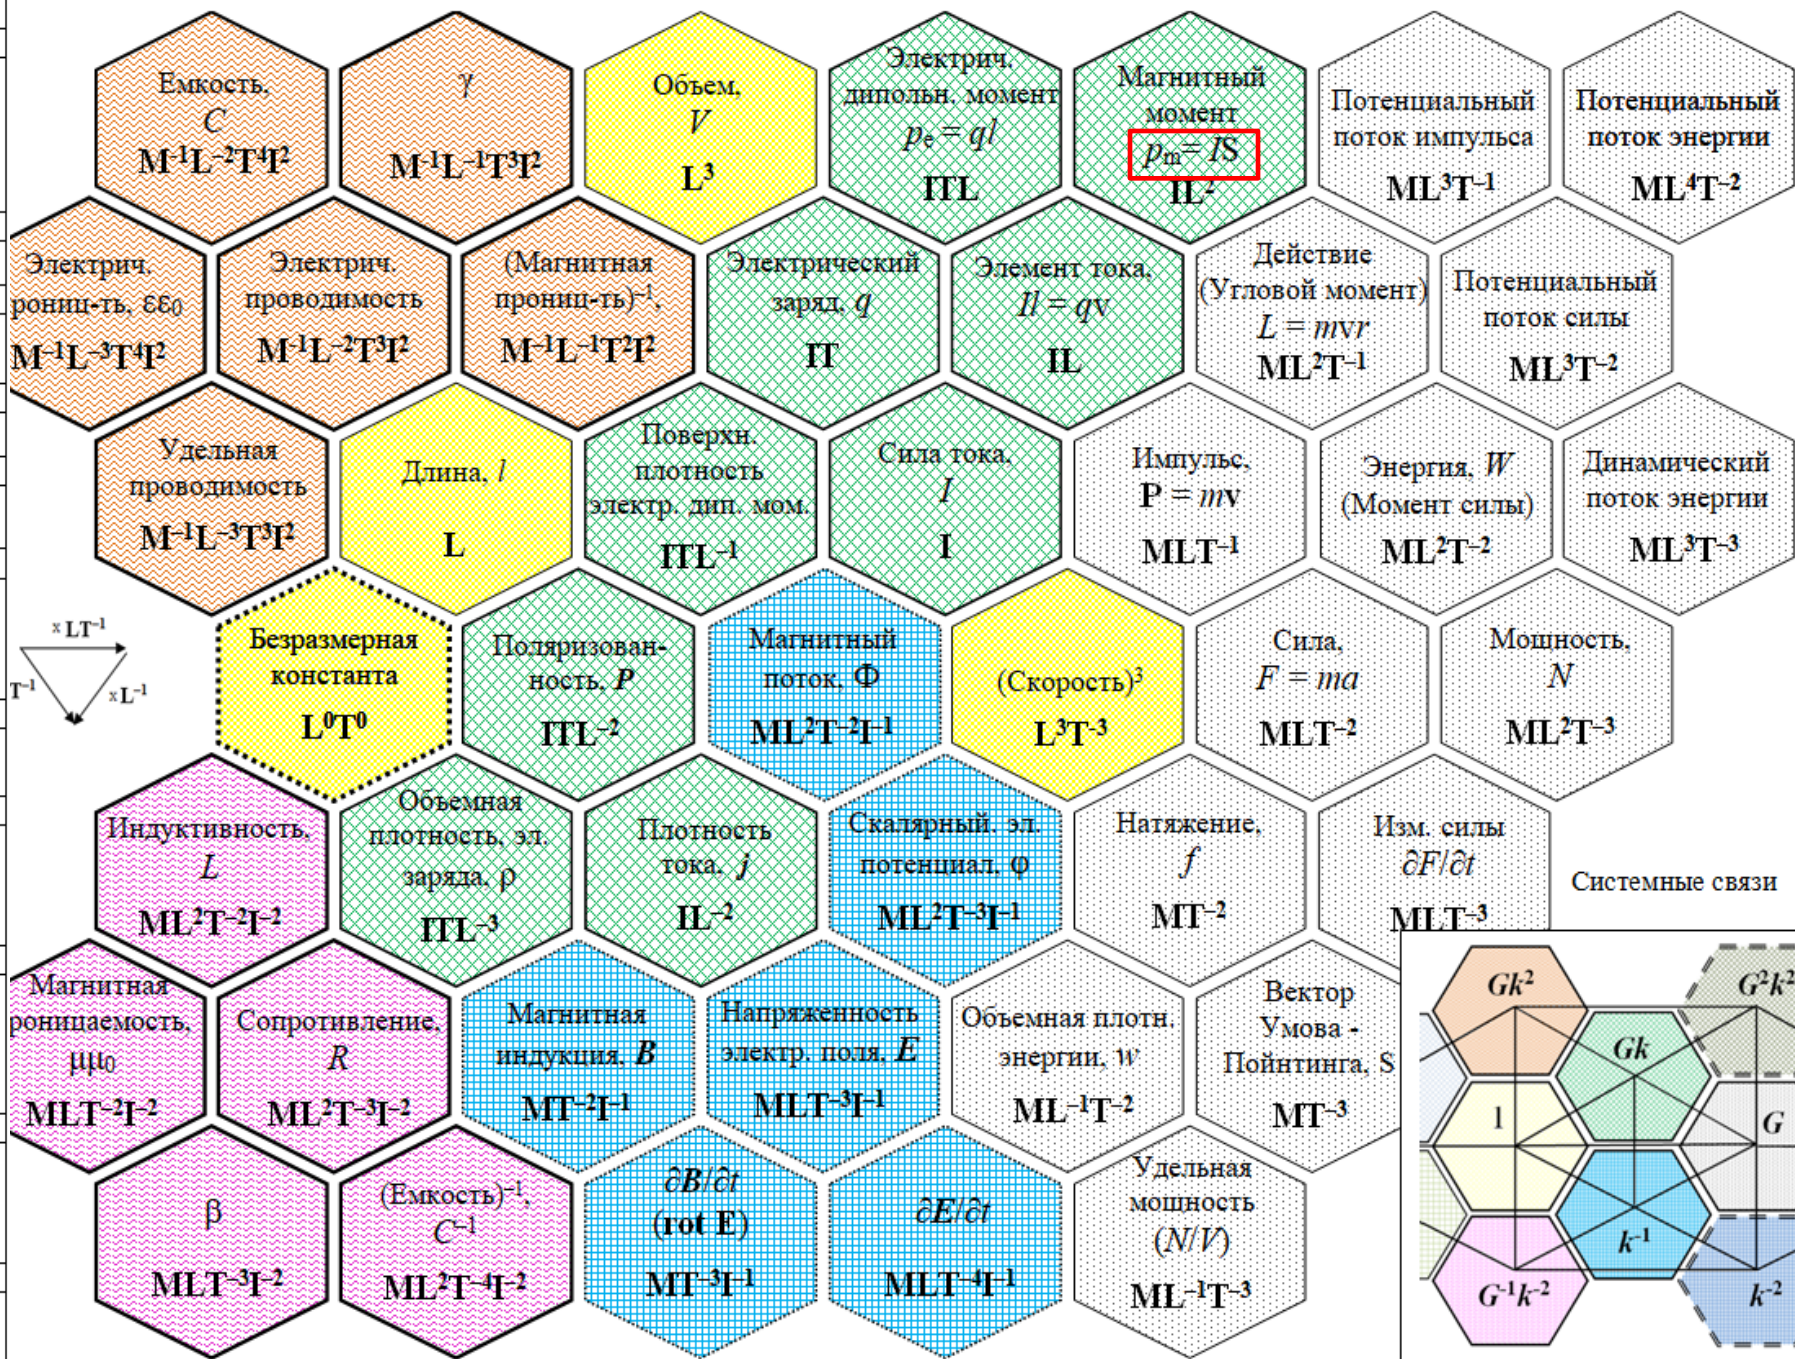 Емкость,
C
M⁻¹L⁻²T⁴I²
γ
M⁻¹L⁻¹T³I²
Объем,
V
L³
Электрич.
дипольн. момент
pₑ = ql
ITL
Магнитный
момент
pₘ= IS
IL²
Потенциальный
поток импульса
ML³T⁻¹
Потенциальный
поток энергии
ML⁴T⁻²
Электрич.
рониц-ть, εε₀
M⁻¹L⁻³T⁴I²
Электрич.
проводимость
M⁻¹L⁻²T³I²
(Магнитная
прониц-ть)⁻¹,
M⁻¹L⁻¹T²I²
Электрический
заряд, q
IT
Элемент тока,
Il = qv
IL
Действие
(Угловой момент)
L = mvr
ML²T⁻¹
Потенциальный
поток силы
ML³T⁻²
Удельная
проводимость
M⁻¹L⁻³T³I²
Длина, l
L
Поверхн.
плотность
электр. дип. мом.
ITL⁻¹
Сила тока,
I
I
Импульс,
P = mv
MLT⁻¹
Энергия, W
(Момент силы)
ML²T⁻²
Динамический
поток энергии
ML³T⁻³
x LT⁻¹
T⁻¹
x L⁻¹
Безразмерная
константа
L⁰T⁰
Поляризован-
ность, P
ITL⁻²
Магнитный
поток, Φ
ML²T⁻²I⁻¹
(Скорость)³
L³T⁻³
Сила,
F = ma
MLT⁻²
Мощность,
N
ML²T⁻³
Индуктивность,
L
ML²T⁻²I⁻²
Объемная
плотность, эл.
заряда, ρ
ITL⁻³
Плотность
тока, j
IL⁻²
Скалярный. эл.
потенциал, φ
ML²T⁻³I⁻¹
Натяжение,
f
MT⁻²
Изм. силы
∂F/∂t
MLT⁻³
Системные связи
Магнитная
роницаемость,
μμ₀
MLT⁻²I⁻²
Сопротивление,
R
ML²T⁻³I⁻²
Магнитная
индукция, B
MT⁻²I⁻¹
Напряженность
электр. поля, E
MLT⁻³I⁻¹
Объемная плотн.
энергии, w
ML⁻¹T⁻²
Вектор
Умова -
Пойнтинга, S
MT⁻³
β
MLT⁻³I⁻²
(Емкость)⁻¹,
C⁻¹
ML²T⁻⁴I⁻²
∂B/∂t
(rot E)
MT⁻³I⁻¹
∂E/∂t
MLT⁻⁴I⁻¹
Удельная
мощность
(N/V)
ML⁻¹T⁻³
Gk²
G²k²
Gk
1
G
k⁻¹
G⁻¹k⁻²
k⁻²